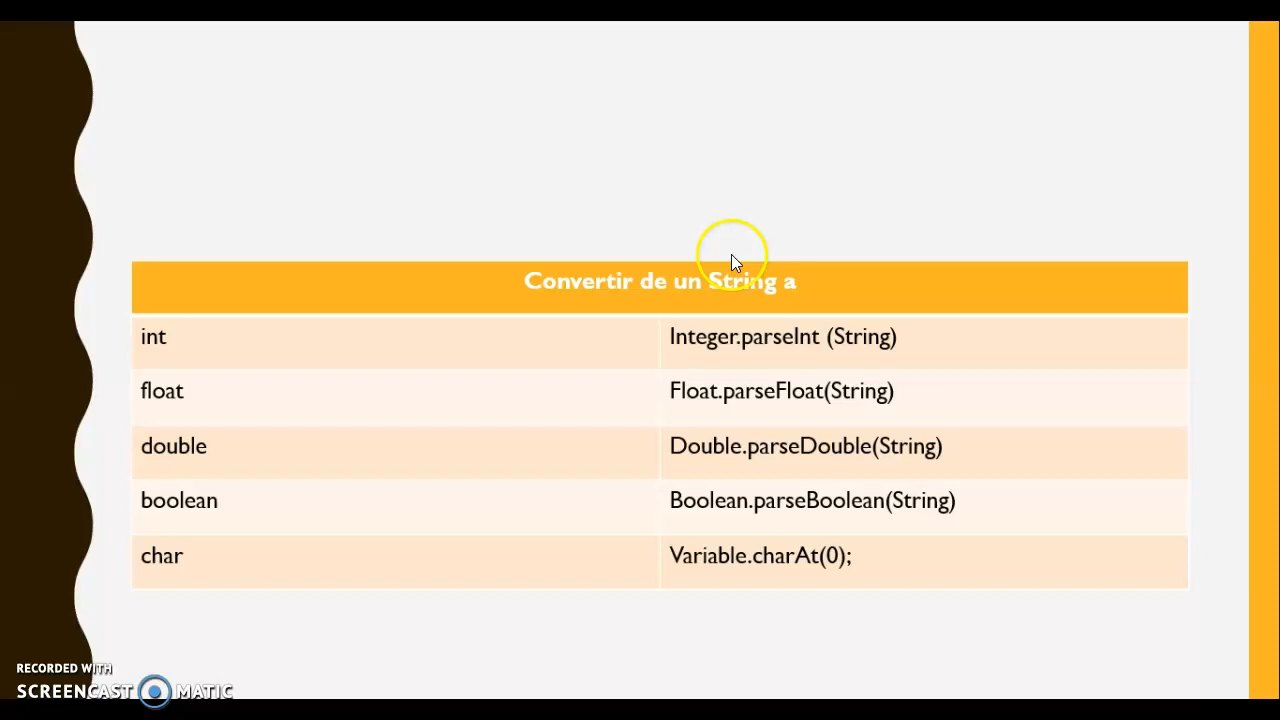 Convertir de un String a
int Integer.parseInt (String)
float Float.parseFloat(String)
double Double.parseDouble(String)
boolean Boolean.parseBoolean(String)
char Variable.charAt(0);
RECORDED WITH
SCREENCAST MATIC